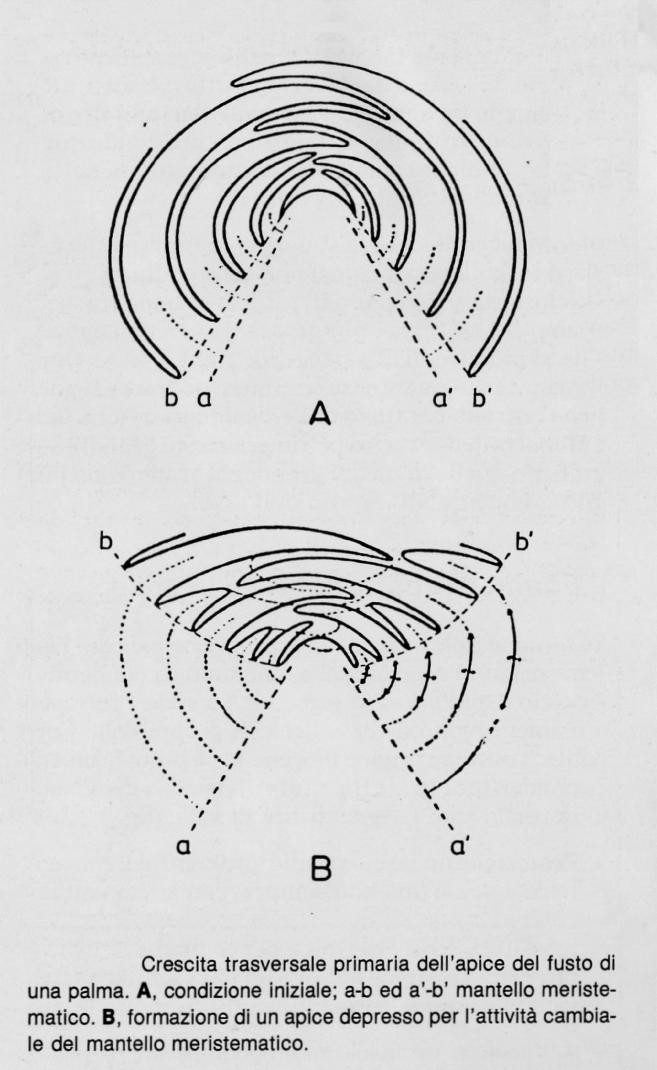 b a a' b'
A
b b'
a a'
B
Crescita trasversale primaria dell'apice del fusto di
una palma. A, condizione iniziale; a-b ed a'-b' mantello meriste-
matico. B, formazione di un apice depresso per l'attività cambia-
le del mantello meristematico.